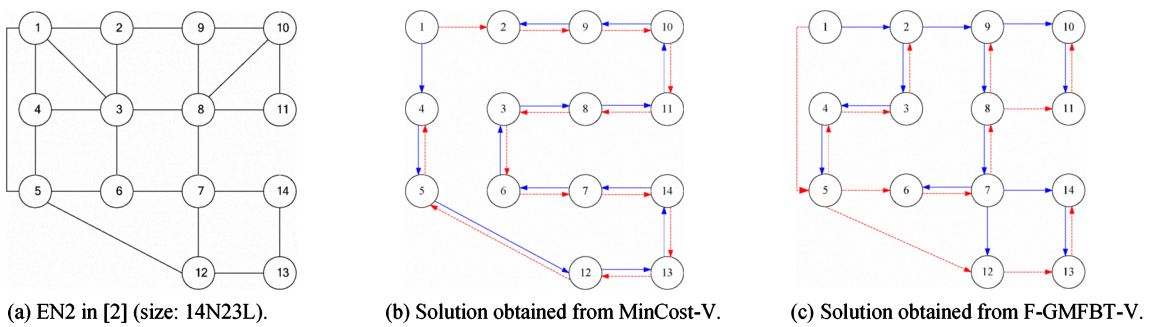 1 2 9 10 1 2 9 10 1 2 9 10
4 3 8 11 4 3 8 11 4 3 8 11
5 6 7 14 5 6 7 14 5 6 7 14
12 13 12 13 12 13
(a) EN2 in [2] (size: 14N23L). (b) Solution obtained from MinCost-V. (c) Solution obtained from F-GMFBT-V.